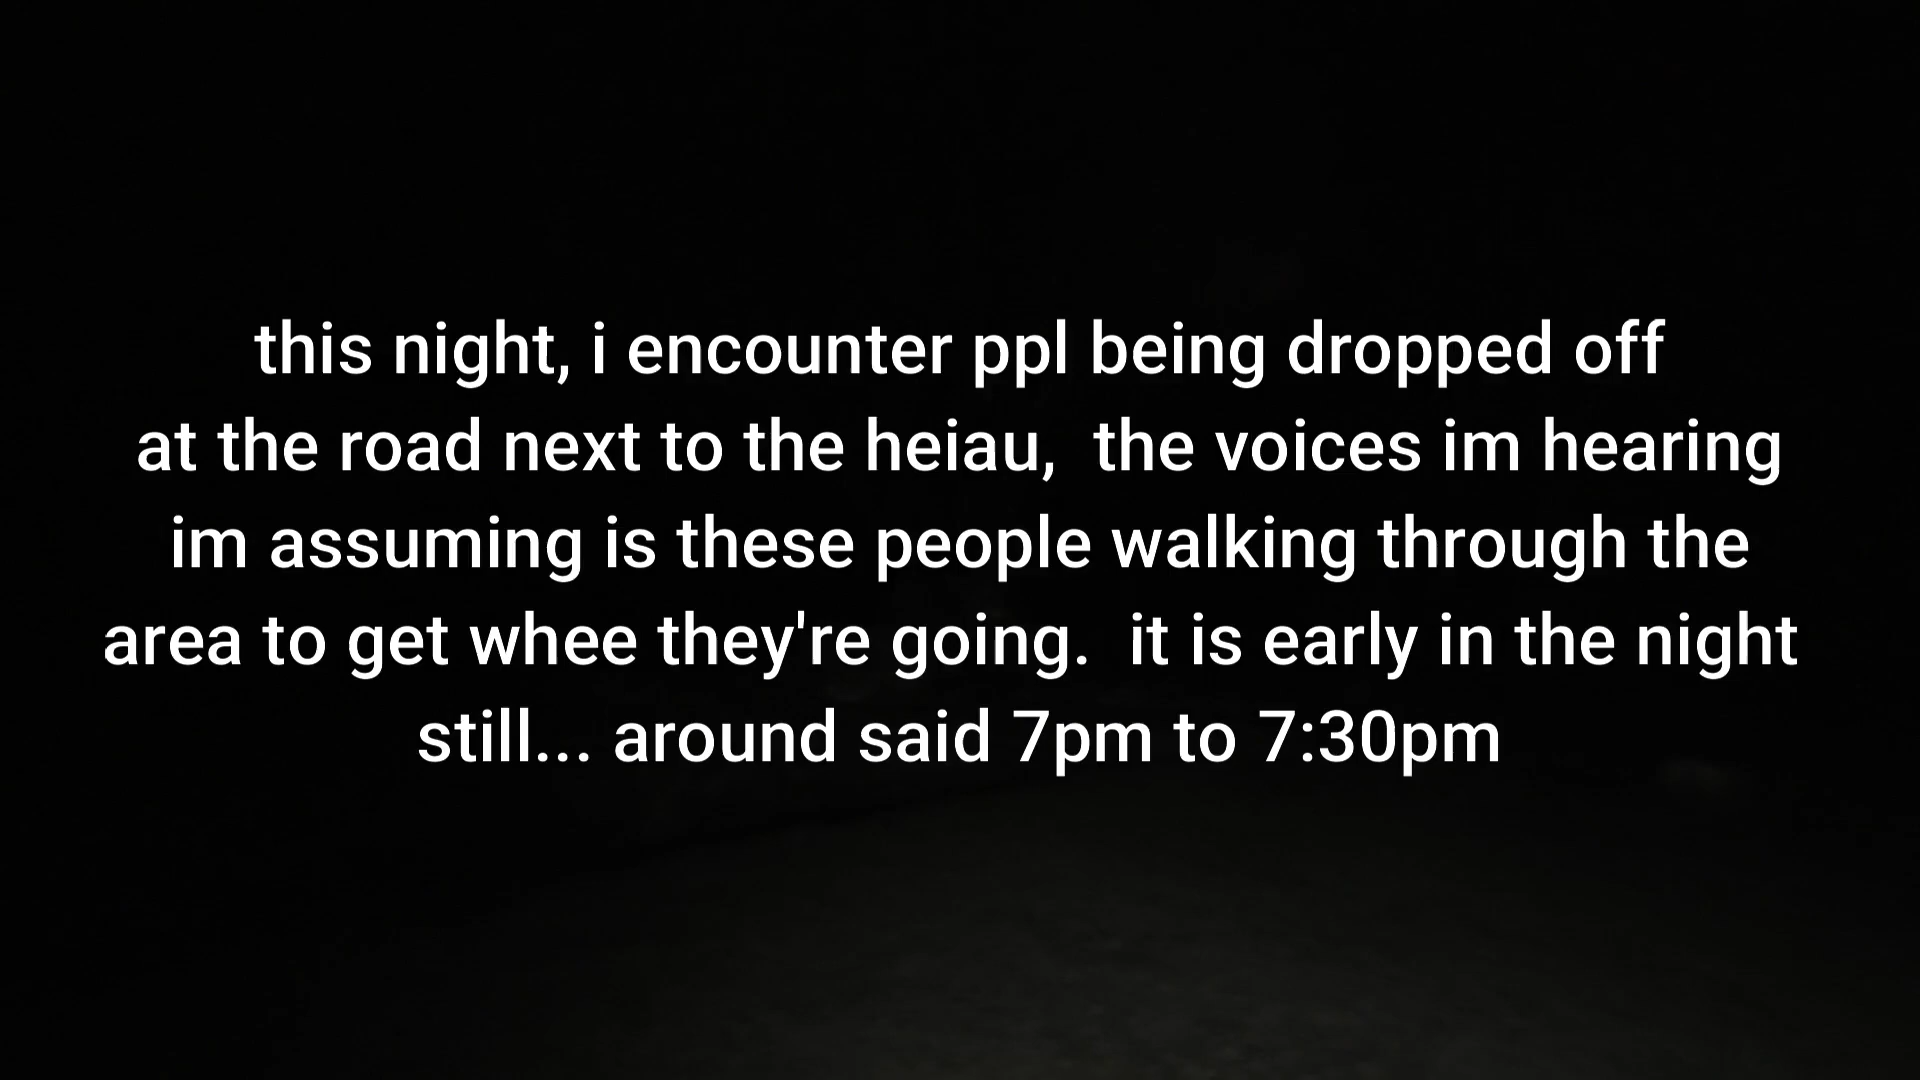 this night, i encounter ppl being dropped off
at the road next to the heiau,  the voices im hearing
im assuming is these people walking through the
area to get whee they're going.  it is early in the night
still... around said 7pm to 7:30pm